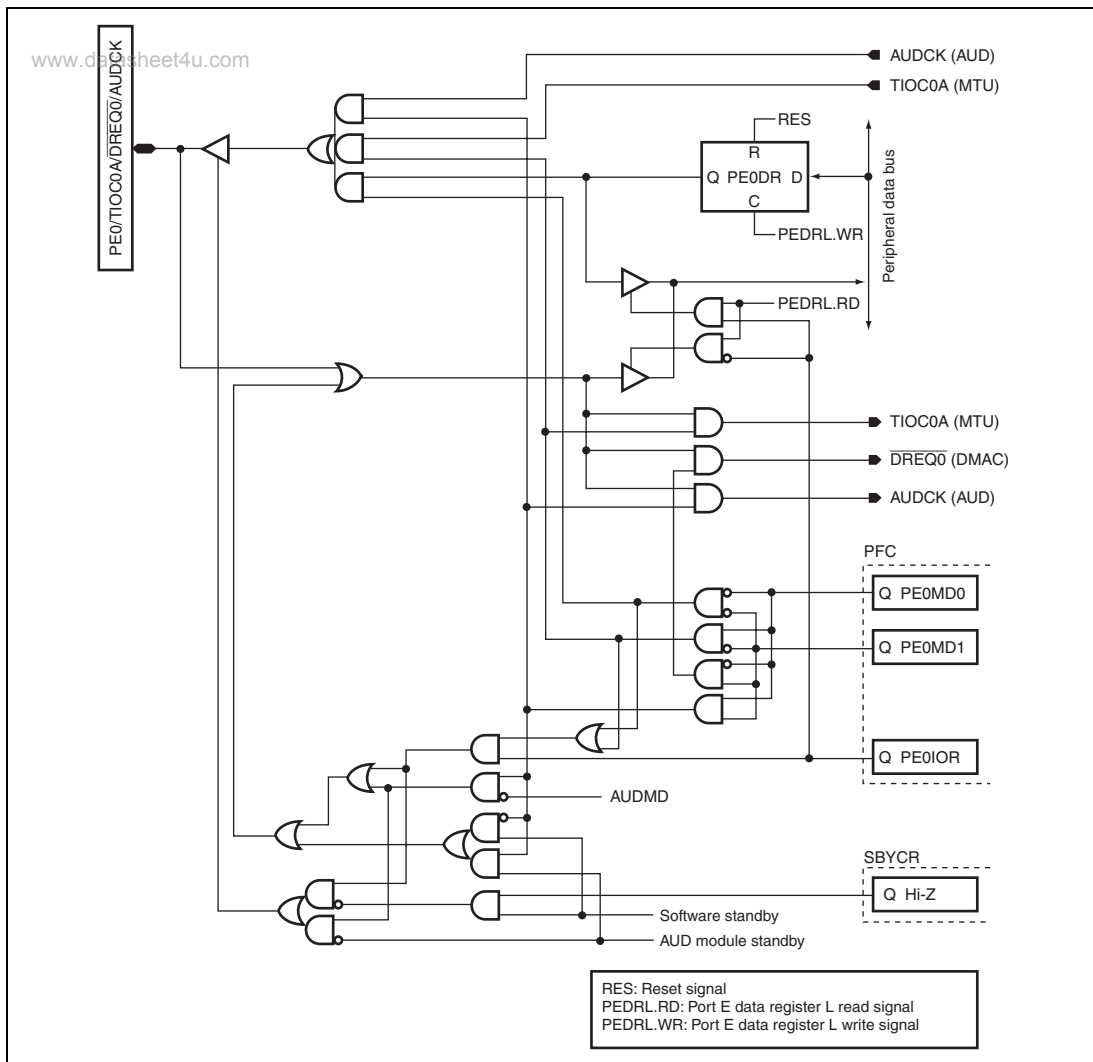 www.datasheet4u.com
PE0/TIOC0A/DREQ0/AUDCK
AUDCK (AUD)
TIOC0A (MTU)
RES
R
Q PE0DR D
C
PEDRL.WR
Peripheral data bus
PEDRL.RD
TIOC0A (MTU)
DREQ0 (DMAC)
AUDCK (AUD)
PFC
Q PE0MD0
Q PE0MD1
Q PE0IOR
AUDMD
SBYCR
Q Hi-Z
Software standby
AUD module standby
RES: Reset signal
PEDRL.RD: Port E data register L read signal
PEDRL.WR: Port E data register L write signal